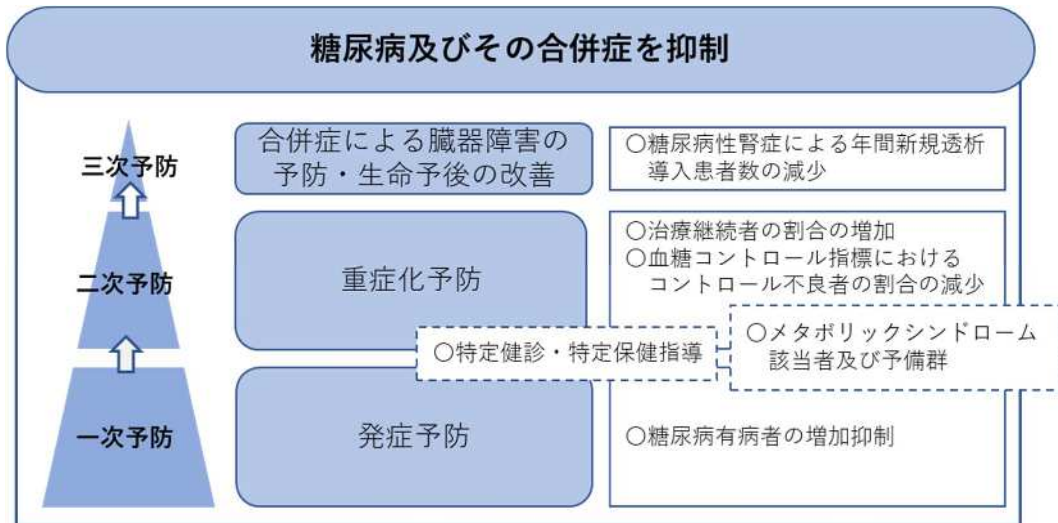 糖尿病及びその合併症を抑制
三次予防
合併症による臓器障害の
予防・生命予後の改善
○糖尿病性腎症による年間新規透析
導入患者数の減少
二次予防
重症化予防
○治療継続者の割合の増加
○血糖コントロール指標における
コントロール不良者の割合の減少
○特定健診・特定保健指導
○メタボリックシンドローム
該当者及び予備群
一次予防
発症予防
○糖尿病有病者の増加抑制